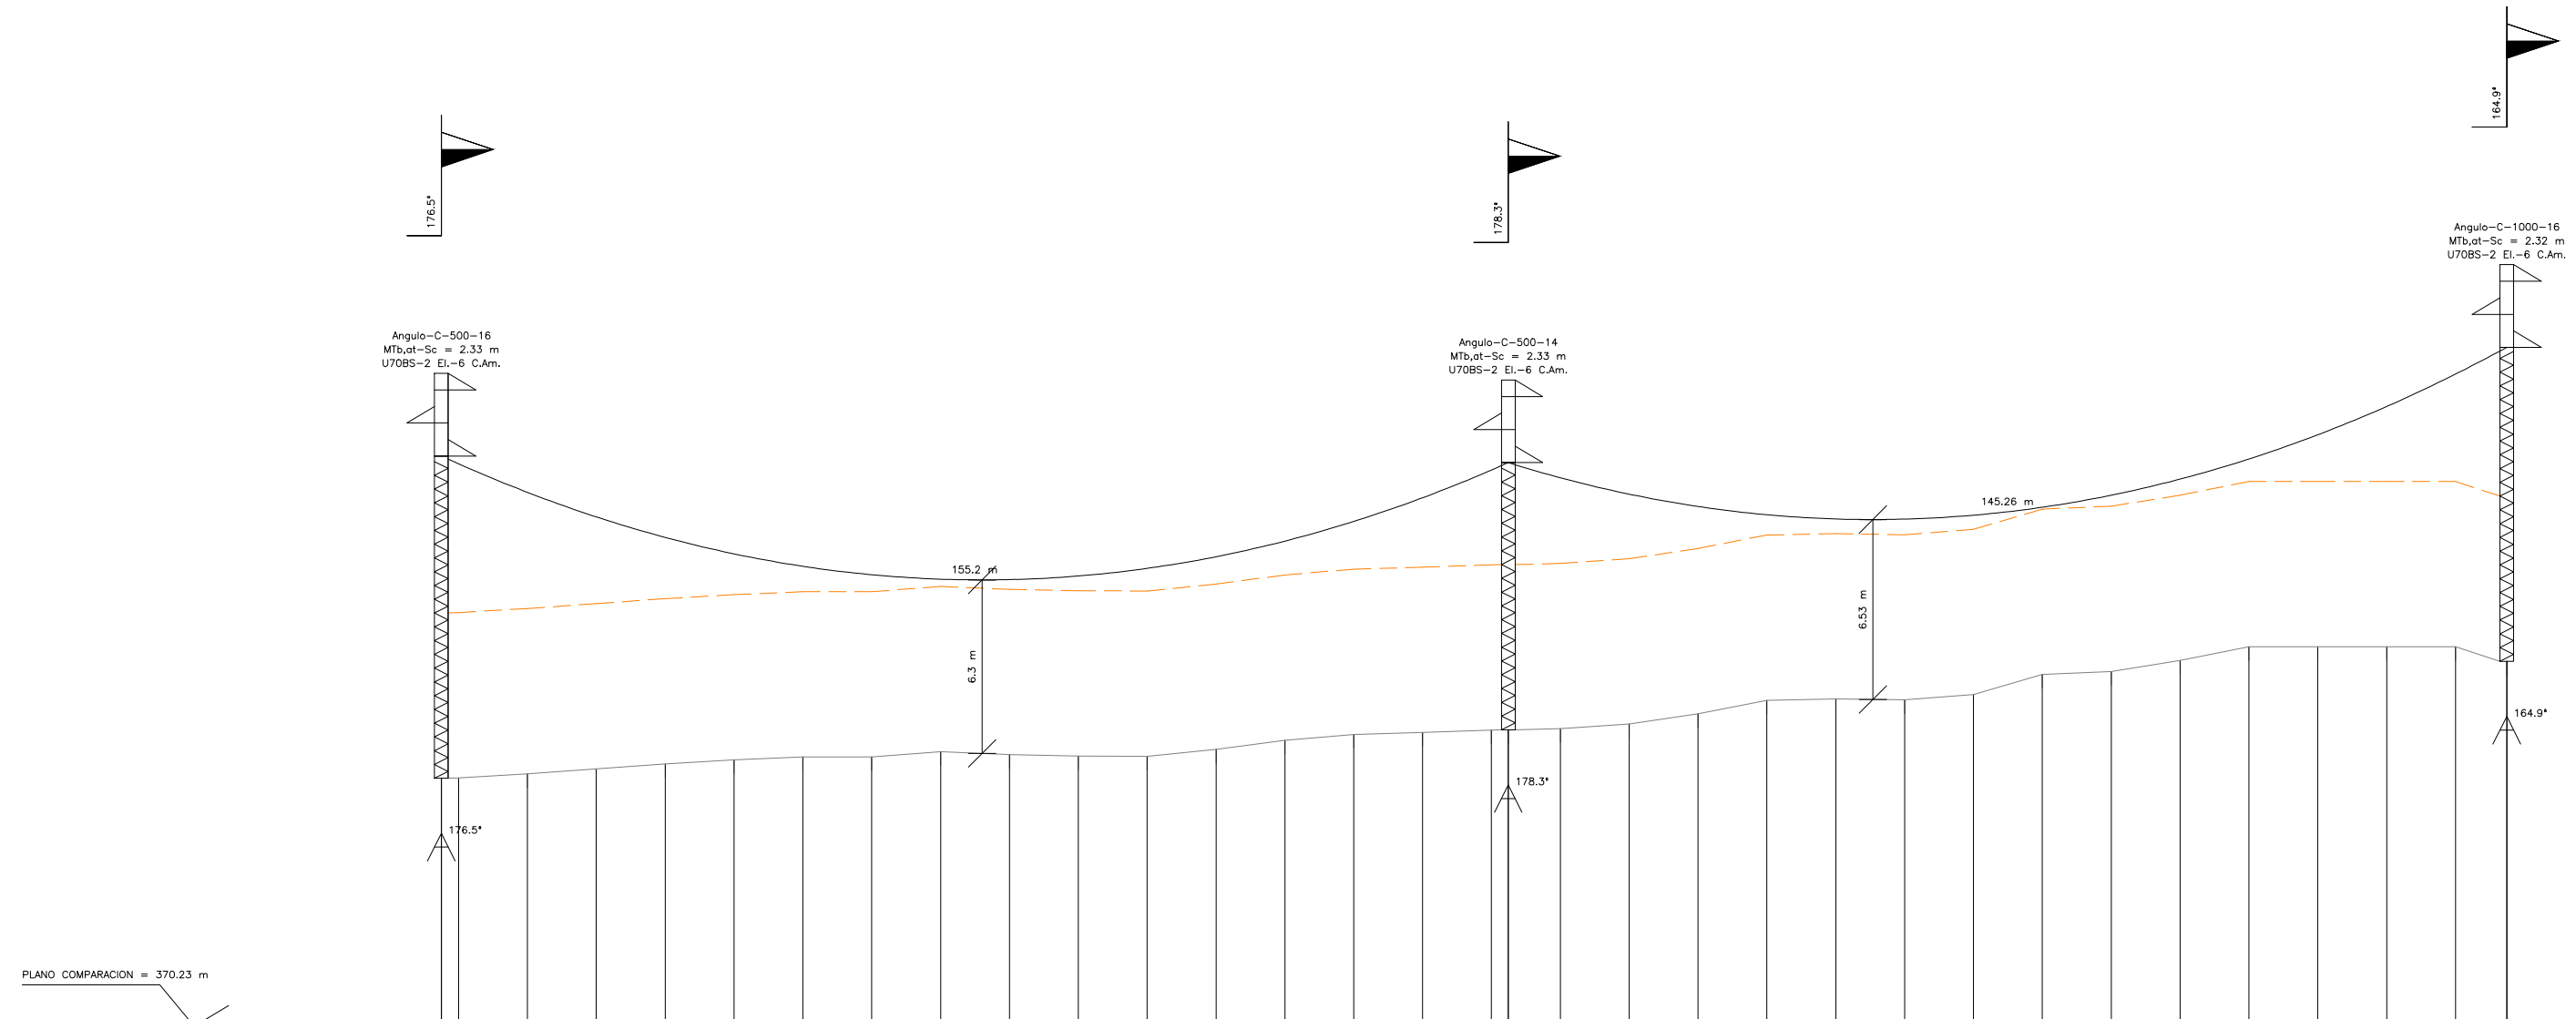 164.9°
176.5°
178.3°
Angulo-C-1000-16
MTb,at-Sc = 2.32 m
U70BS-2 El.-6 C.Am.
Angulo-C-500-16
MTb,at-Sc = 2.33 m
U70BS-2 El.-6 C.Am.
Angulo-C-500-14
MTb,at-Sc = 2.33 m
U70BS-2 El.-6 C.Am.
145.26 m
155.2 m
6.53 m
6.3 m
164.9°
178.3°
176.5°
PLANO COMPARACION = 370.23 m